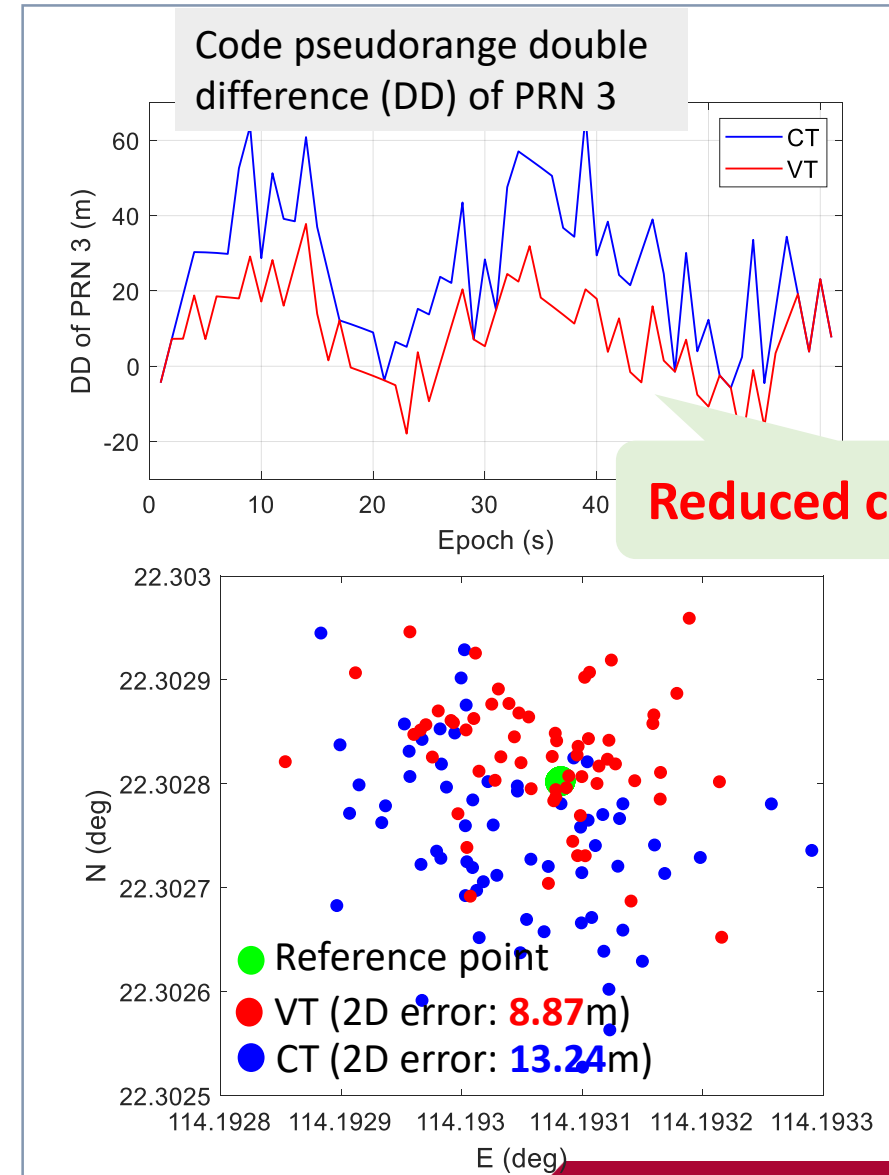 Code pseudorange double
difference (DD) of PRN 3
60
40
20
0
-20
DD of PRN 3 (m)
CT
VT
0 10 20 30 40
Epoch (s)
Reduced c
22.303
22.3029
22.3028
22.3027
22.3026
22.3025
N (deg)
Reference point
VT (2D error: 8.87m)
CT (2D error: 13.24m)
114.1928 114.1929 114.193 114.1931 114.1932 114.1933
E (deg)